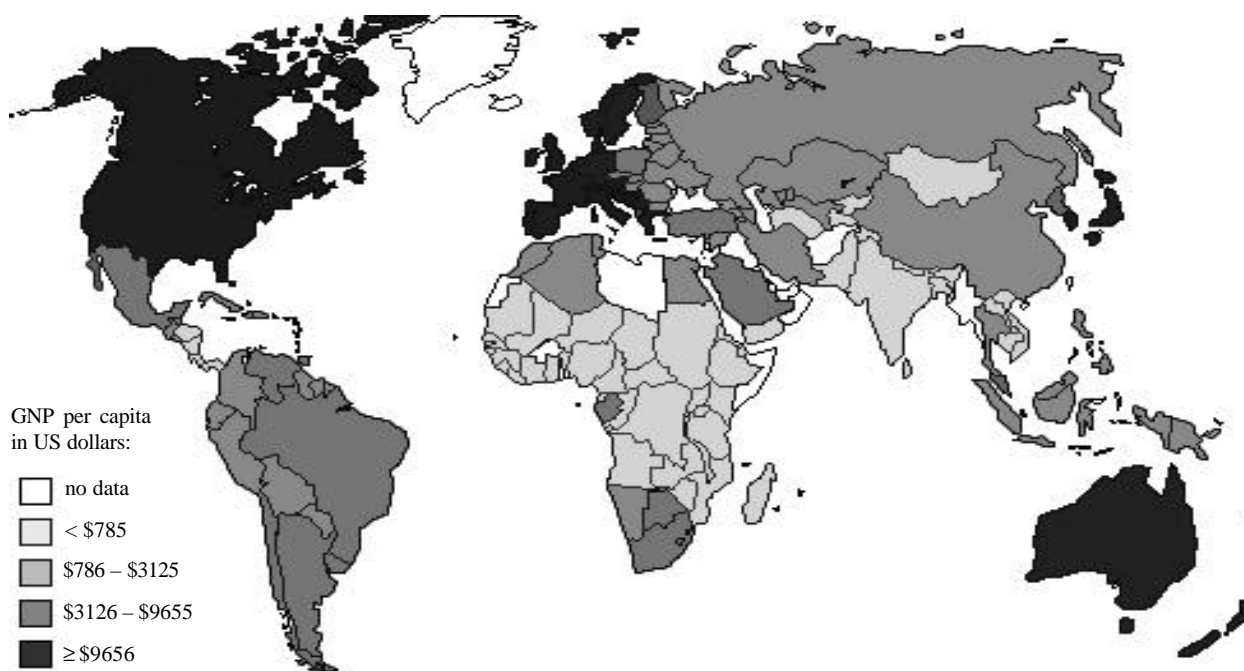 GNP per capita
in US dollars:
no data
< $785
$786 – $3125
$3126 – $9655
≥ $9656